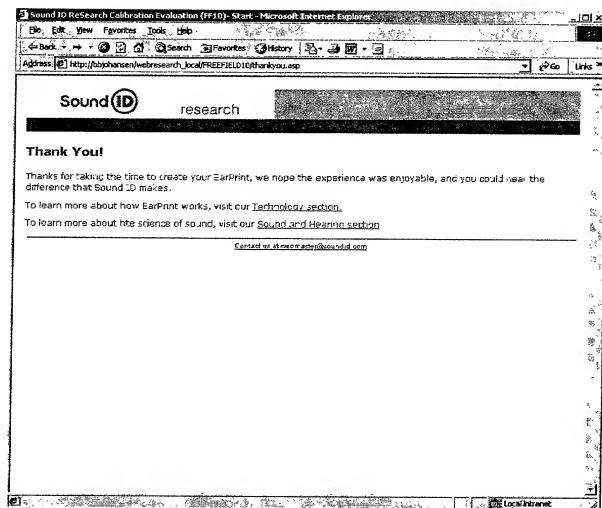 Sound ID ReSearch Calibration Evaluation (FF10)- Start - Microsoft Internet Explorer
File Edit View Favorites Tools Help
Back Search Favorites History
Address http://bbjohansen/webresearch_local/FREEFIELD10/thankyou.asp Go Links
Sound ID research
Thank You!
Thanks for taking the time to create your EarPrint, we hope the experience was enjoyable, and you could hear the
difference that Sound ID makes.
To learn more about how EarPrint works, visit our Technology section.
To learn more about hte science of sound, visit our Sound and Hearing section
Contact us at webmaster@soundid.com
Local intranet